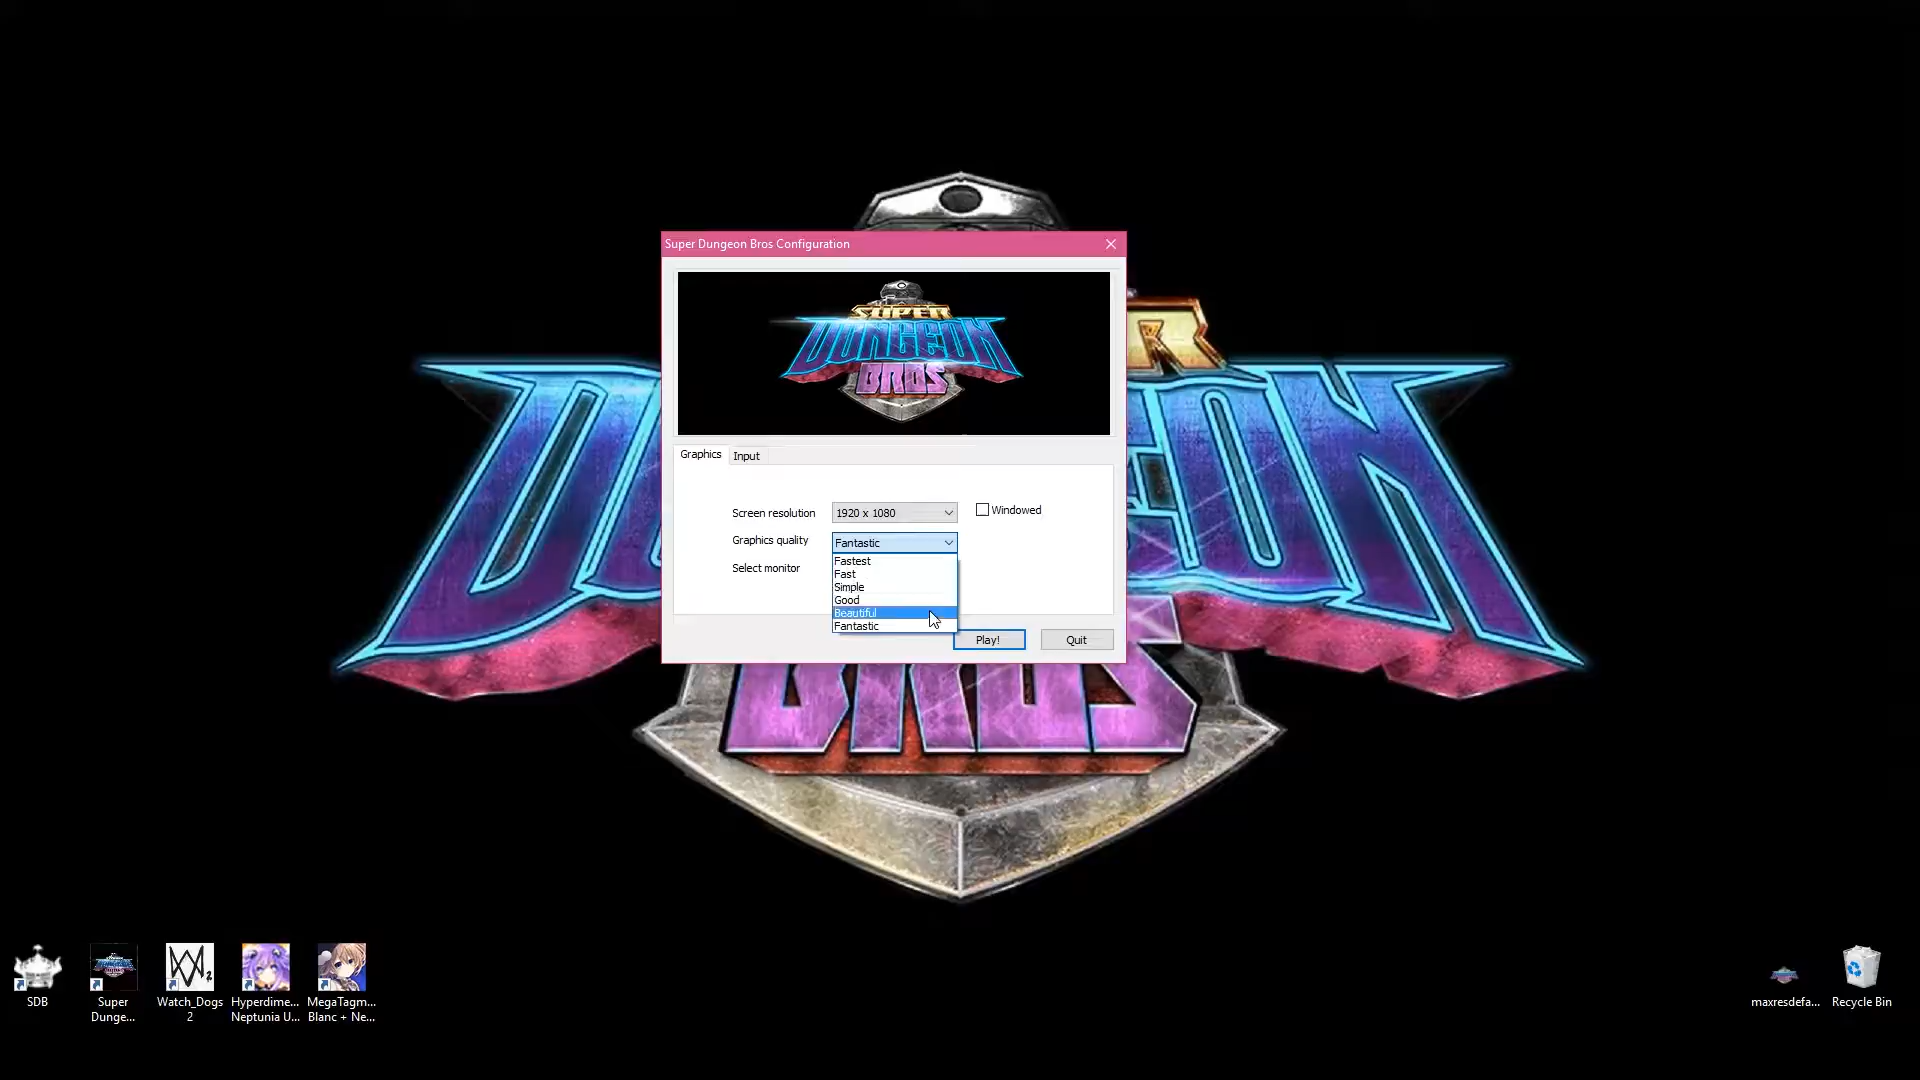 Super Dungeon Bros Configuration
SUPER
DUNGEON
BROS
Graphics
Input
Screen resolution
1920 x 1080
Windowed
Graphics quality
Fantastic
Select monitor
Fastest
Fast
Simple
Good
Beautiful
Fantastic
Play!
Quit
BROS
SDB
Super
Dunge...
Watch_Dogs
2
Hyperdime...
Neptunia U...
MegaTagm...
Blanc + Ne...
maxresdefa...
Recycle Bin